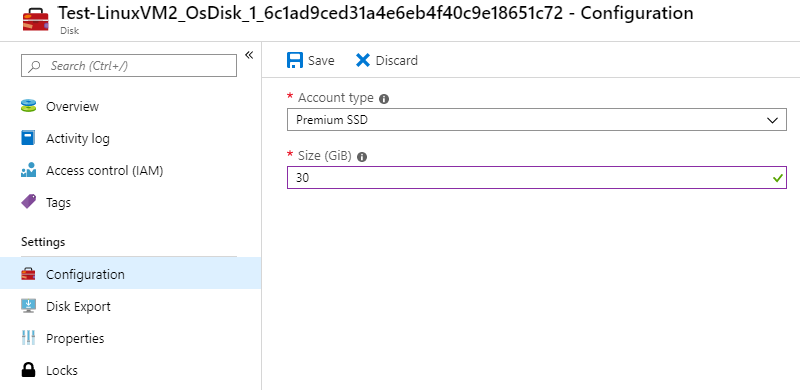 Test-LinuxVM2_OsDisk_1_6c1ad9ced31a4e6eb4f40c9e18651c72 - Configuration
Disk
Search (Ctrl+/)
Overview
Activity log
Access control (IAM)
Tags
Settings
Configuration
Disk Export
Properties
Locks
Save Discard
* Account type
Premium SSD
* Size (GiB)
30